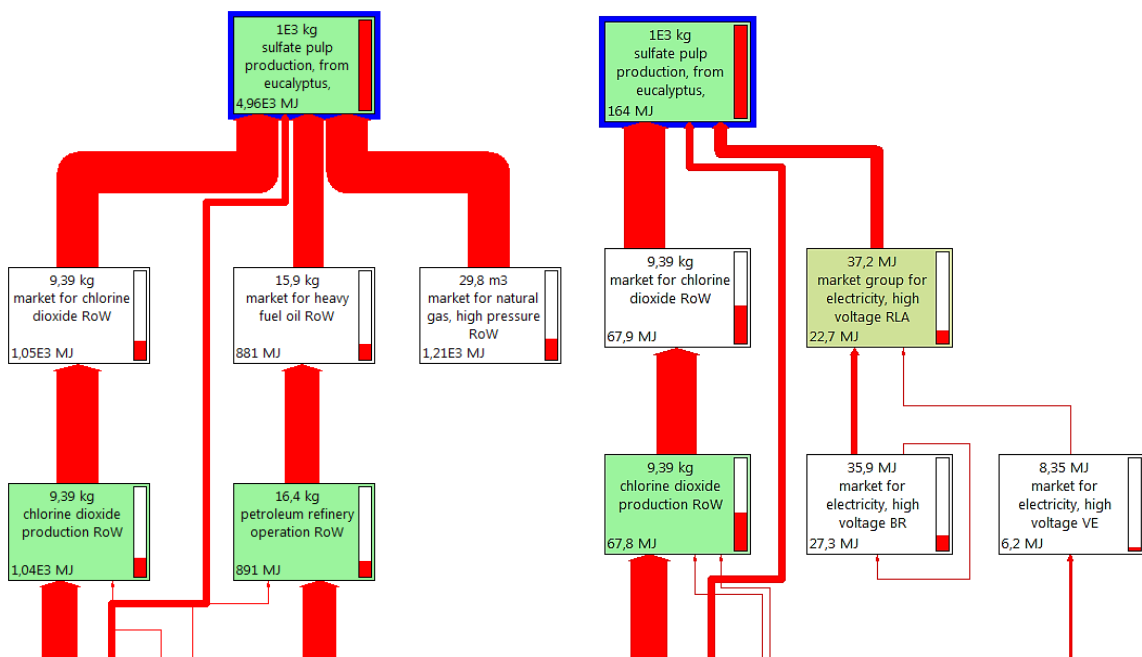 1E3 kg
sulfate pulp
production, from
eucalyptus,
4,96E3 MJ
1E3 kg
sulfate pulp
production, from
eucalyptus,
164 MJ
9,39 kg
market for chlorine
dioxide RoW
1,05E3 MJ
15,9 kg
market for heavy
fuel oil RoW
881 MJ
29,8 m3
market for natural
gas, high pressure
RoW
1,21E3 MJ
9,39 kg
market for chlorine
dioxide RoW
67,9 MJ
37,2 MJ
market group for
electricity, high
voltage RLA
22,7 MJ
9,39 kg
chlorine dioxide
production RoW
1,04E3 MJ
16,4 kg
petroleum refinery
operation RoW
891 MJ
9,39 kg
chlorine dioxide
production RoW
67,8 MJ
35,9 MJ
market for
electricity, high
voltage BR
27,3 MJ
8,35 MJ
market for
electricity, high
voltage VE
6,2 MJ